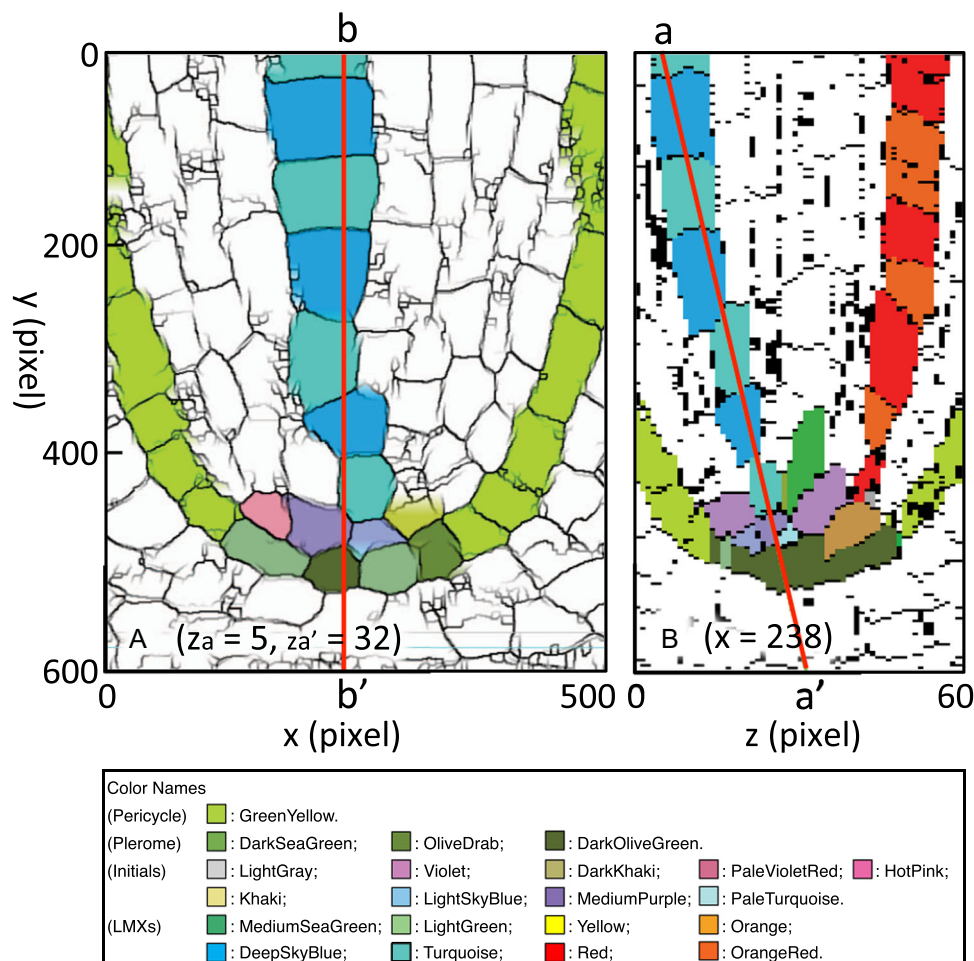 b
a
0
200
400
600
y (pixel)
A (za = 5, za’ = 32)
B (x = 238)
0
b’
500
0
a’
60
x (pixel)
z (pixel)
Color Names
(Pericycle) : GreenYellow.
(Plerome) : DarkSeaGreen; : OliveDrab; : DarkOliveGreen.
(Initials) : LightGray; : Violet; : DarkKhaki; : PaleVioletRed; : HotPink;
: Khaki; : LightSkyBlue; : MediumPurple; : PaleTurquoise.
(LMXs) : MediumSeaGreen; : LightGreen; : Yellow; : Orange;
: DeepSkyBlue; : Turquoise; : Red; : OrangeRed.